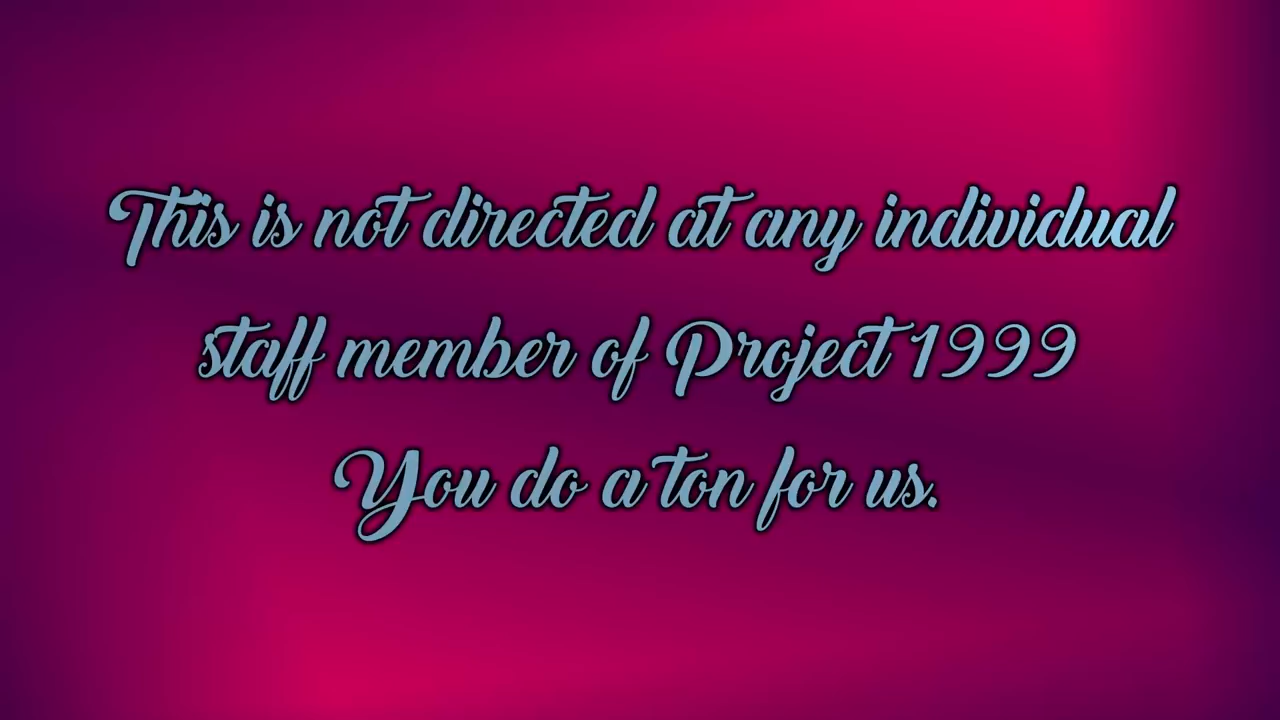 This is not directed at any individual
staff member of Project 1999
You do a ton for us.